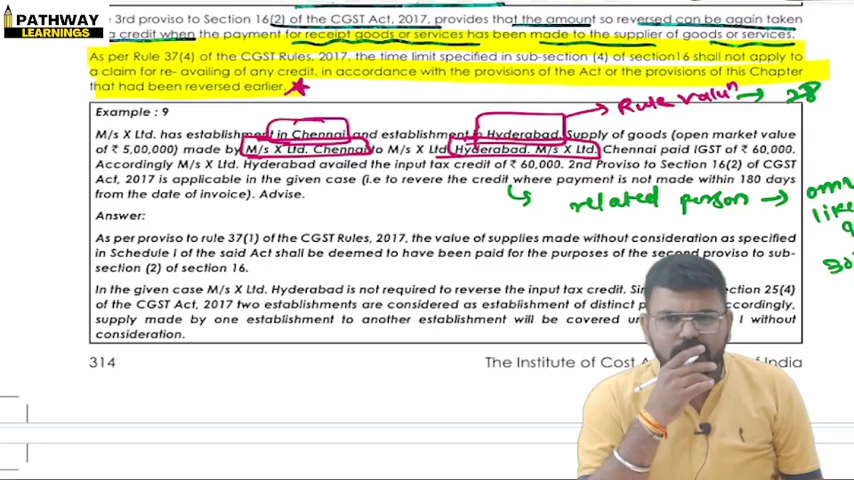 PATHWAY
LEARNINGS
3rd proviso to Section 16(2) of the CGST Act, 2017, provides that the amount so reversed can be again taken
credit when the payment for receipt goods or services has been made to the supplier of goods or services.
As per Rule 37(4) of the CGST Rules, 2017, the time limit specified in sub-section (4) of section16 shall not apply to
a claim for re- availing of any credit, in accordance with the provisions of the Act or the provisions of this Chapter
that had been reversed earlier.
Example : 9
Rule valuⁿ → 28
M/s X Ltd. has establishment in Chennai and establishment in Hyderabad. Supply of goods (open market value
of ₹ 5,00,000) made by M/s X Ltd. Chennai to M/s X Ltd Hyderabad. M/s X Ltd. Chennai paid IGST of ₹ 60,000.
Accordingly M/s X Ltd. Hyderabad availed the input tax credit of ₹ 60,000. 2nd Proviso to Section 16(2) of CGST
Act, 2017 is applicable in the given case (i.e to revere the credit where payment is not made within 180 days
from the date of invoice). Advise.
related person →
like
Answer:
As per proviso to rule 37(1) of the CGST Rules, 2017, the value of supplies made without consideration as specified
in Schedule I of the said Act shall be deemed to have been paid for the purposes of the second proviso to sub-
section (2) of section 16.
In the given case M/s X Ltd. Hyderabad is not required to reverse the input tax credit. ection 25(4)
of the CGST Act, 2017 two establishments are considered as establishment of distinct ccordingly,
supply made by one establishment to another establishment will be covered I without
consideration.
314
The Institute of Cost of India